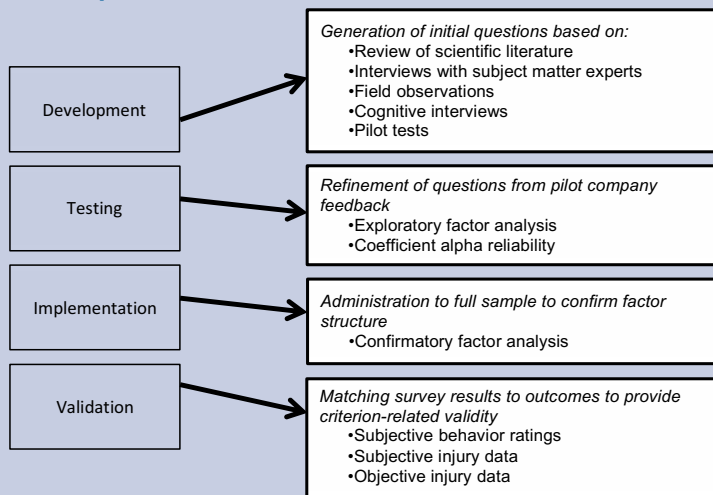 Development
Generation of initial questions based on:
•Review of scientific literature
•Interviews with subject matter experts
•Field observations
•Cognitive interviews
•Pilot tests
Testing
Refinement of questions from pilot company
feedback
•Exploratory factor analysis
•Coefficient alpha reliability
Implementation
Administration to full sample to confirm factor
structure
•Confirmatory factor analysis
Validation
Matching survey results to outcomes to provide
criterion-related validity
•Subjective behavior ratings
•Subjective injury data
•Objective injury data